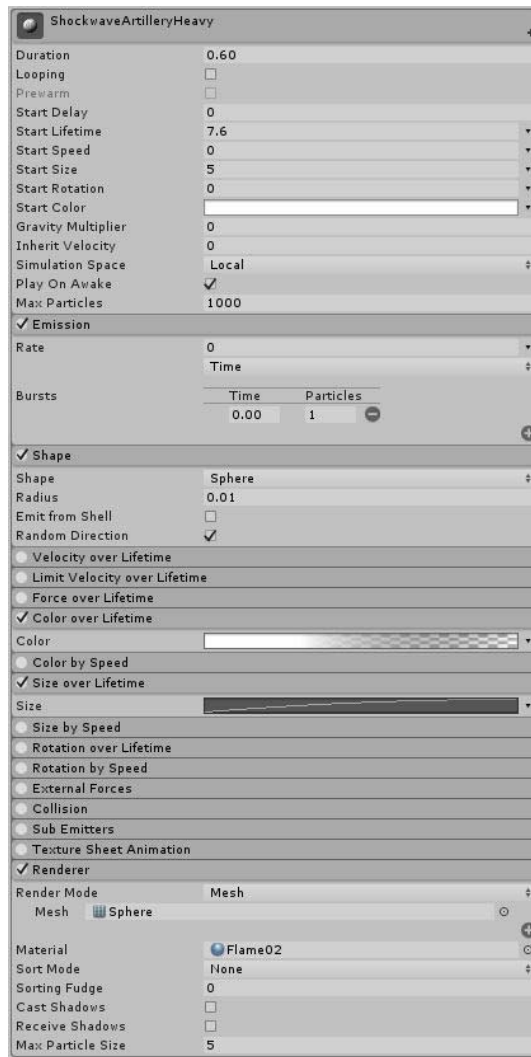 ShockwaveArtilleryHeavy
Duration 0.60
Looping
Prewarm
Start Delay 0
Start Lifetime 7.6
Start Speed 0
Start Size 5
Start Rotation 0
Start Color
Gravity Multiplier 0
Inherit Velocity 0
Simulation Space Local
Play On Awake
Max Particles 1000
Emission
Rate 0
Time
Bursts Time Particles
0.00 1
Shape
Shape Sphere
Radius 0.01
Emit from Shell
Random Direction
Velocity over Lifetime
Limit Velocity over Lifetime
Force over Lifetime
Color over Lifetime
Color
Color by Speed
Size over Lifetime
Size
Size by Speed
Rotation over Lifetime
Rotation by Speed
External Forces
Collision
Sub Emitters
Texture Sheet Animation
Renderer
Render Mode Mesh
Mesh Sphere
Material Flame02
Sort Mode None
Sorting Fudge 0
Cast Shadows
Receive Shadows
Max Particle Size 5